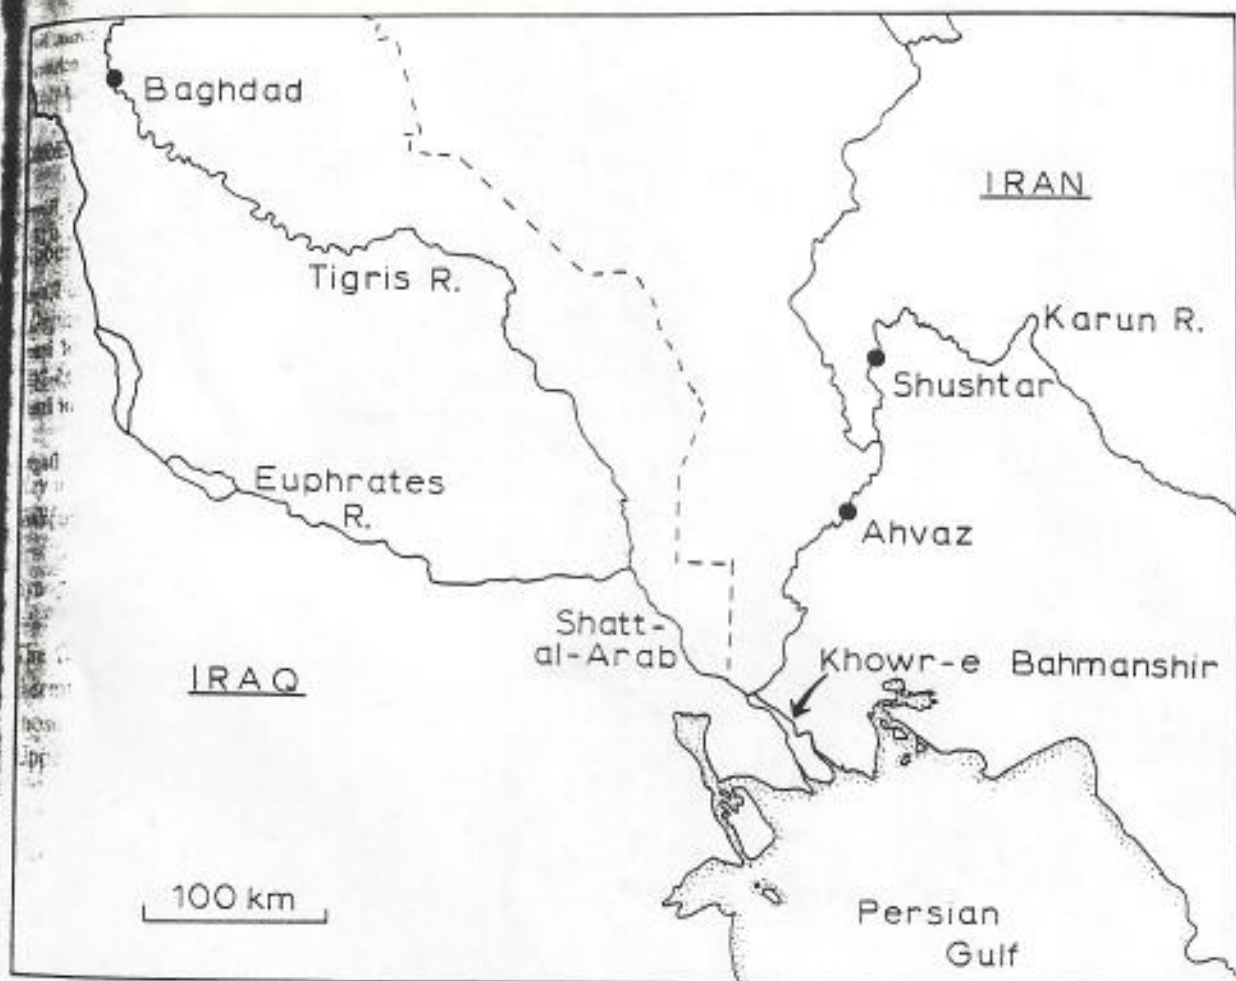 Baghdad
IRAN
Tigris R.
Karun R.
Shushtar
Euphrates
R.
Ahvaz
Shatt-
al-Arab
Khowr-e Bahmanshir
IRAQ
100 km
Persian
Gulf